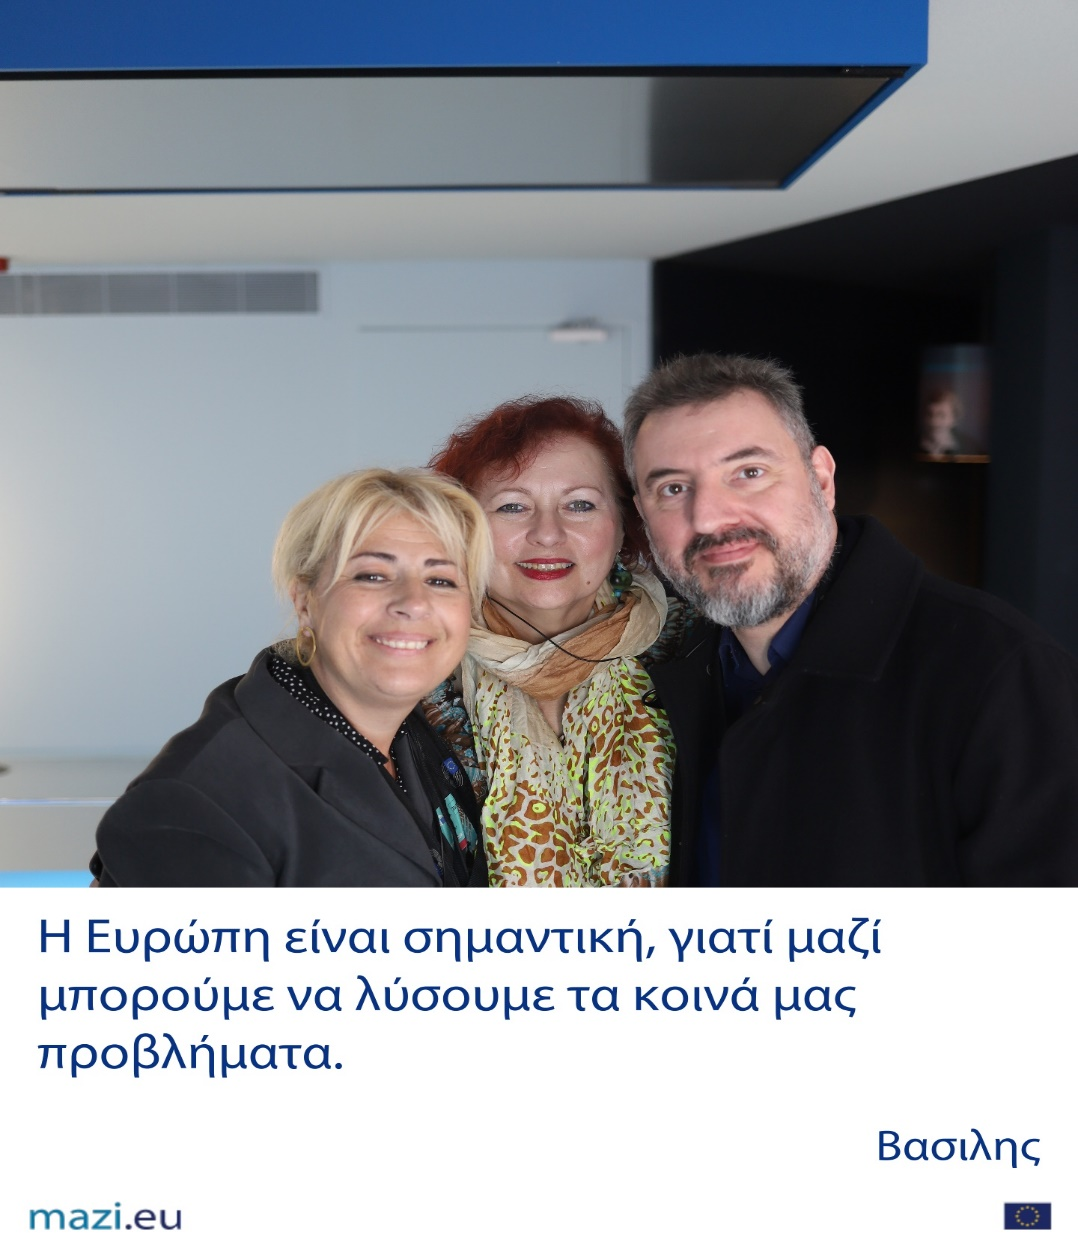 Η Ευρώπη είναι σημαντική, γιατί μαζί
μπορούμε να λύσουμε τα κοινά μας
προβλήματα.
Βασιλης
mazi.eu